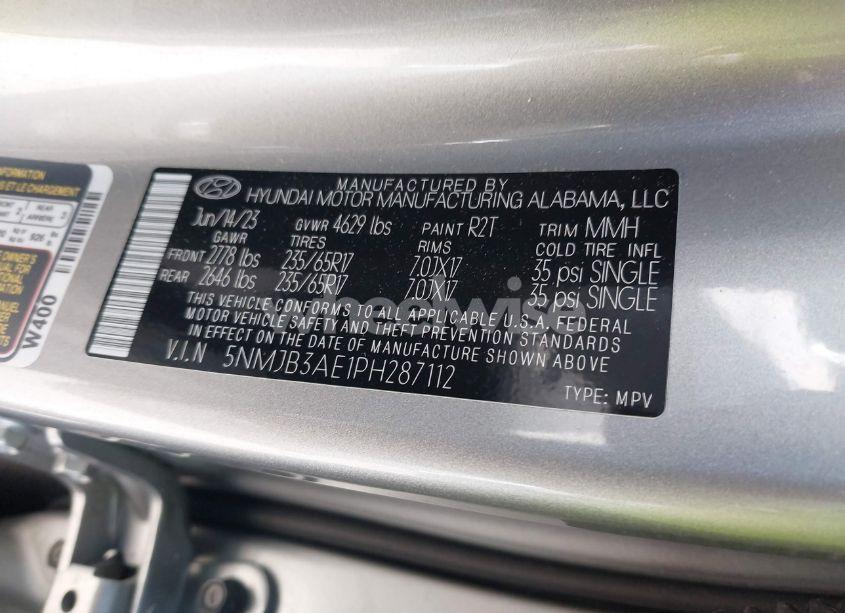 MANUFACTURED BY
HYUNDAI MOTOR MANUFACTURING ALABAMA, LLC
Jun/14/23 GVWR 4629 lbs PAINT R2T TRIM MMH
GAWR TIRES RIMS COLD TIRE INFL
FRONT 2778 lbs 235/65R17 7.0JX17 35 psi SINGLE
REAR 2646 lbs 235/65R17 7.0JX17 35 psi SINGLE
THIS VEHICLE CONFORMS TO ALL APPLICABLE U.S.A. FEDERAL
MOTOR VEHICLE SAFETY AND THEFT PREVENTION STANDARDS
IN EFFECT ON THE DATE OF MANUFACTURE SHOWN ABOVE.
V.I.N 5NMJB3AE1PH287112
TYPE: MPV
ET LE CHARGEMENT
W400